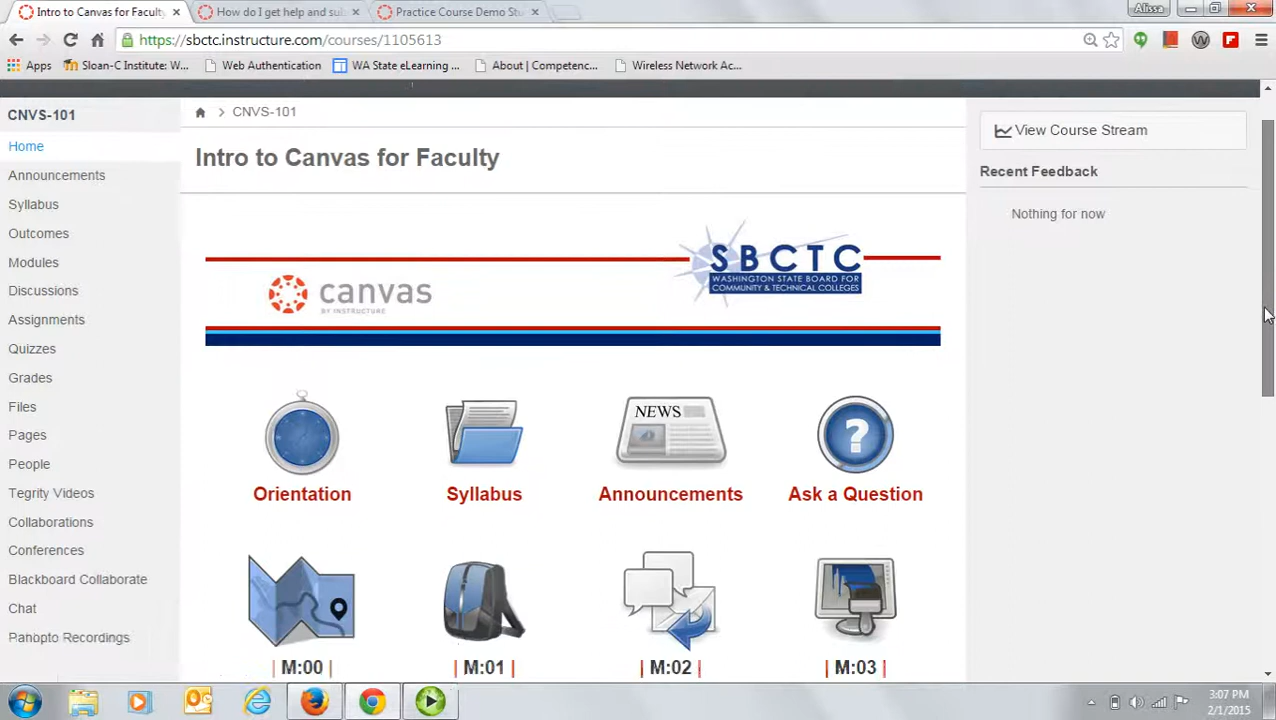 Intro to Canvas for Faculty
How do I get help and su
Practice Course Demo St
Alissa
https://sbctc.instructure.com/courses/1105613
Apps
Sloan-C Institute: W...
Web Authentication
WA State eLearning ...
About | Competenc...
Wireless Network Ac...
CNVS-101
CNVS-101
View Course Stream
Home
Intro to Canvas for Faculty
Announcements
Recent Feedback
Syllabus
Nothing for now
Outcomes
Modules
Discussions
Assignments
Quizzes
Grades
Files
Pages
People
Tegrity Videos
Collaborations
Conferences
Blackboard Collaborate
Chat
Panopto Recordings
SBCTC
WASHINGTON STATE BOARD FOR
COMMUNITY & TECHNICAL COLLEGES
canvas
BY INSTRUCTURE
NEWS
?
Orientation
Syllabus
Announcements
Ask a Question
| M:00 |
| M:01 |
| M:02 |
| M:03 |
3:07 PM
2/1/2015